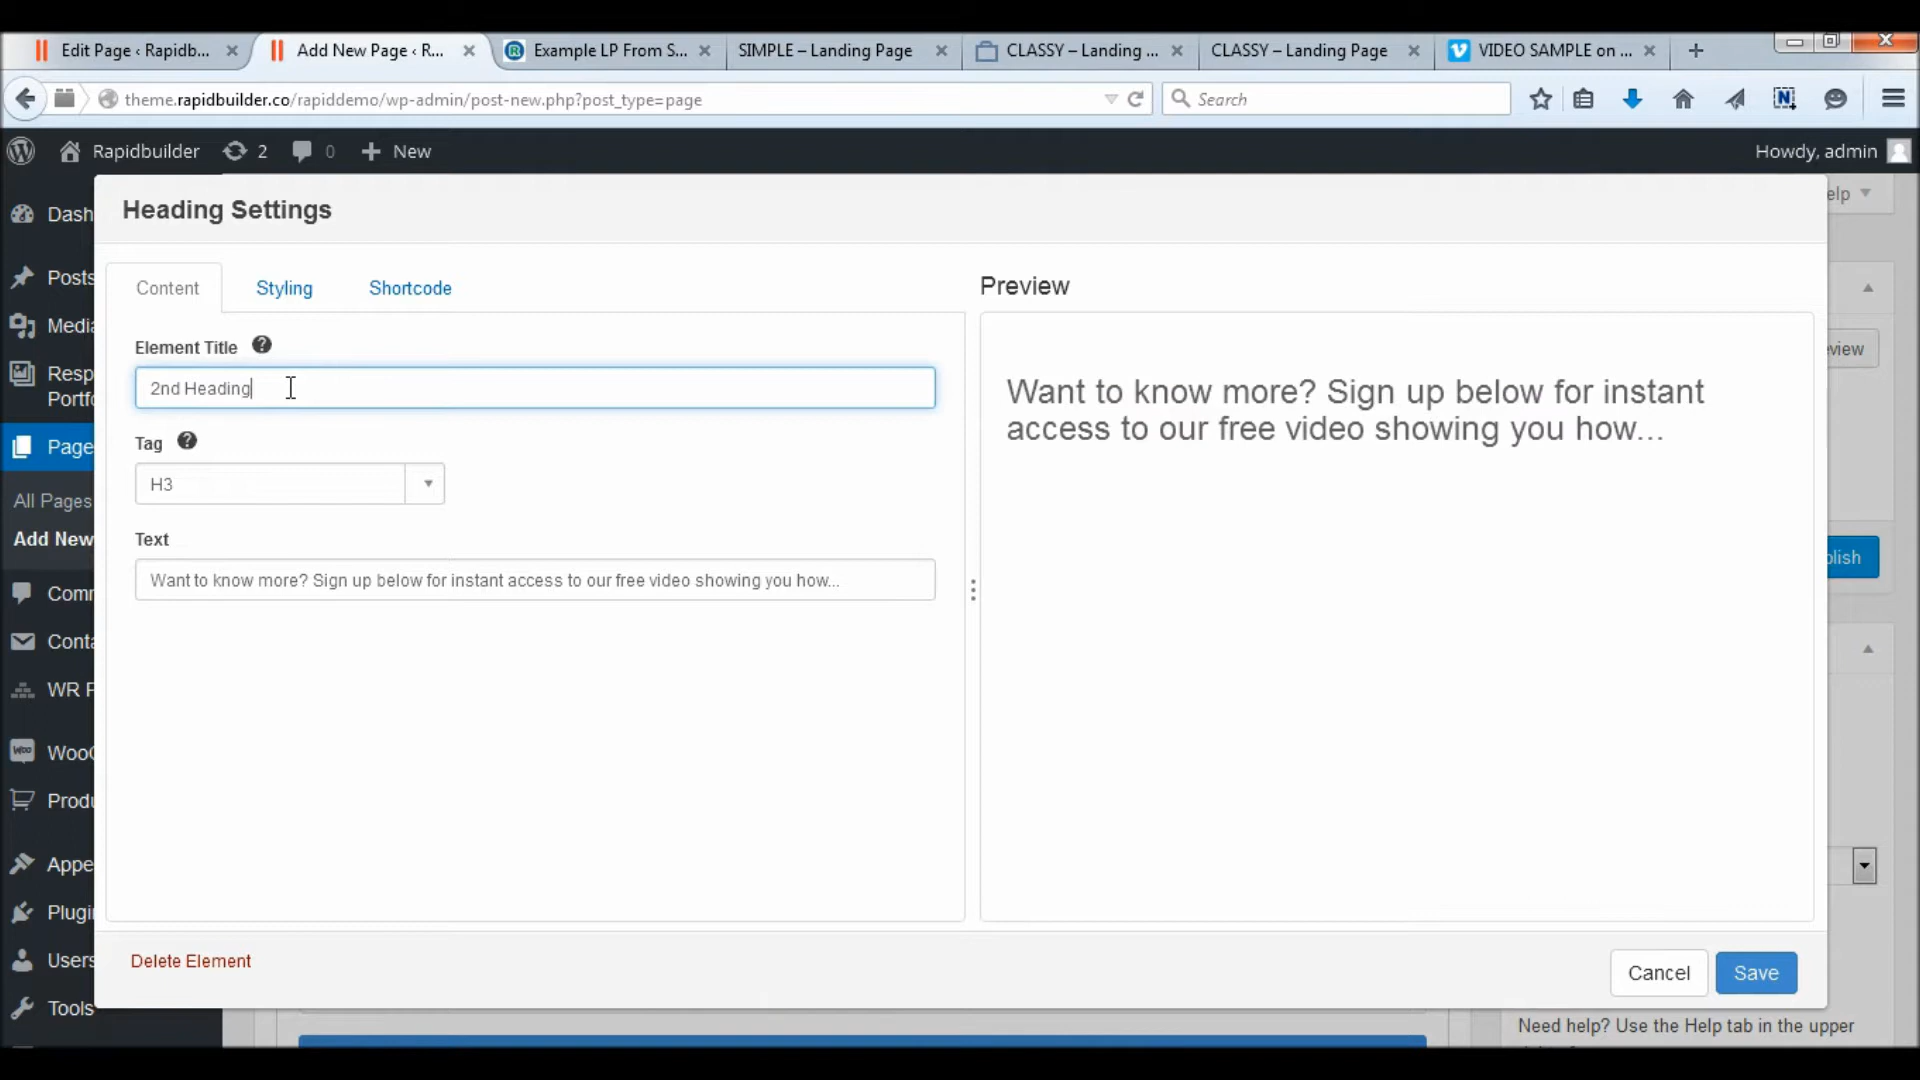 Edit Page ‹ Rapidb...
Add New Page ‹ R...
Example LP From S...
SIMPLE – Landing Page
CLASSY – Landing ...
CLASSY – Landing Page
VIDEO SAMPLE on ...
theme.rapidbuilder.co/rapiddemo/wp-admin/post-new.php?post_type=page
Search
Rapidbuilder
2
0
New
Howdy, admin
Heading Settings
elp
Dash
Posts
Media
Resp
Portfo
Page
All Pages
Add New
Comm
Conta
WR P
WooC
Produ
Appe
Plugi
Users
Tools
Content
Styling
Shortcode
Element Title
2nd Heading
Tag
H3
Text
Want to know more? Sign up below for instant access to our free video showing you how...
Preview
Want to know more? Sign up below for instant
access to our free video showing you how...
view
blish
Delete Element
Cancel
Save
Need help? Use the Help tab in the upper